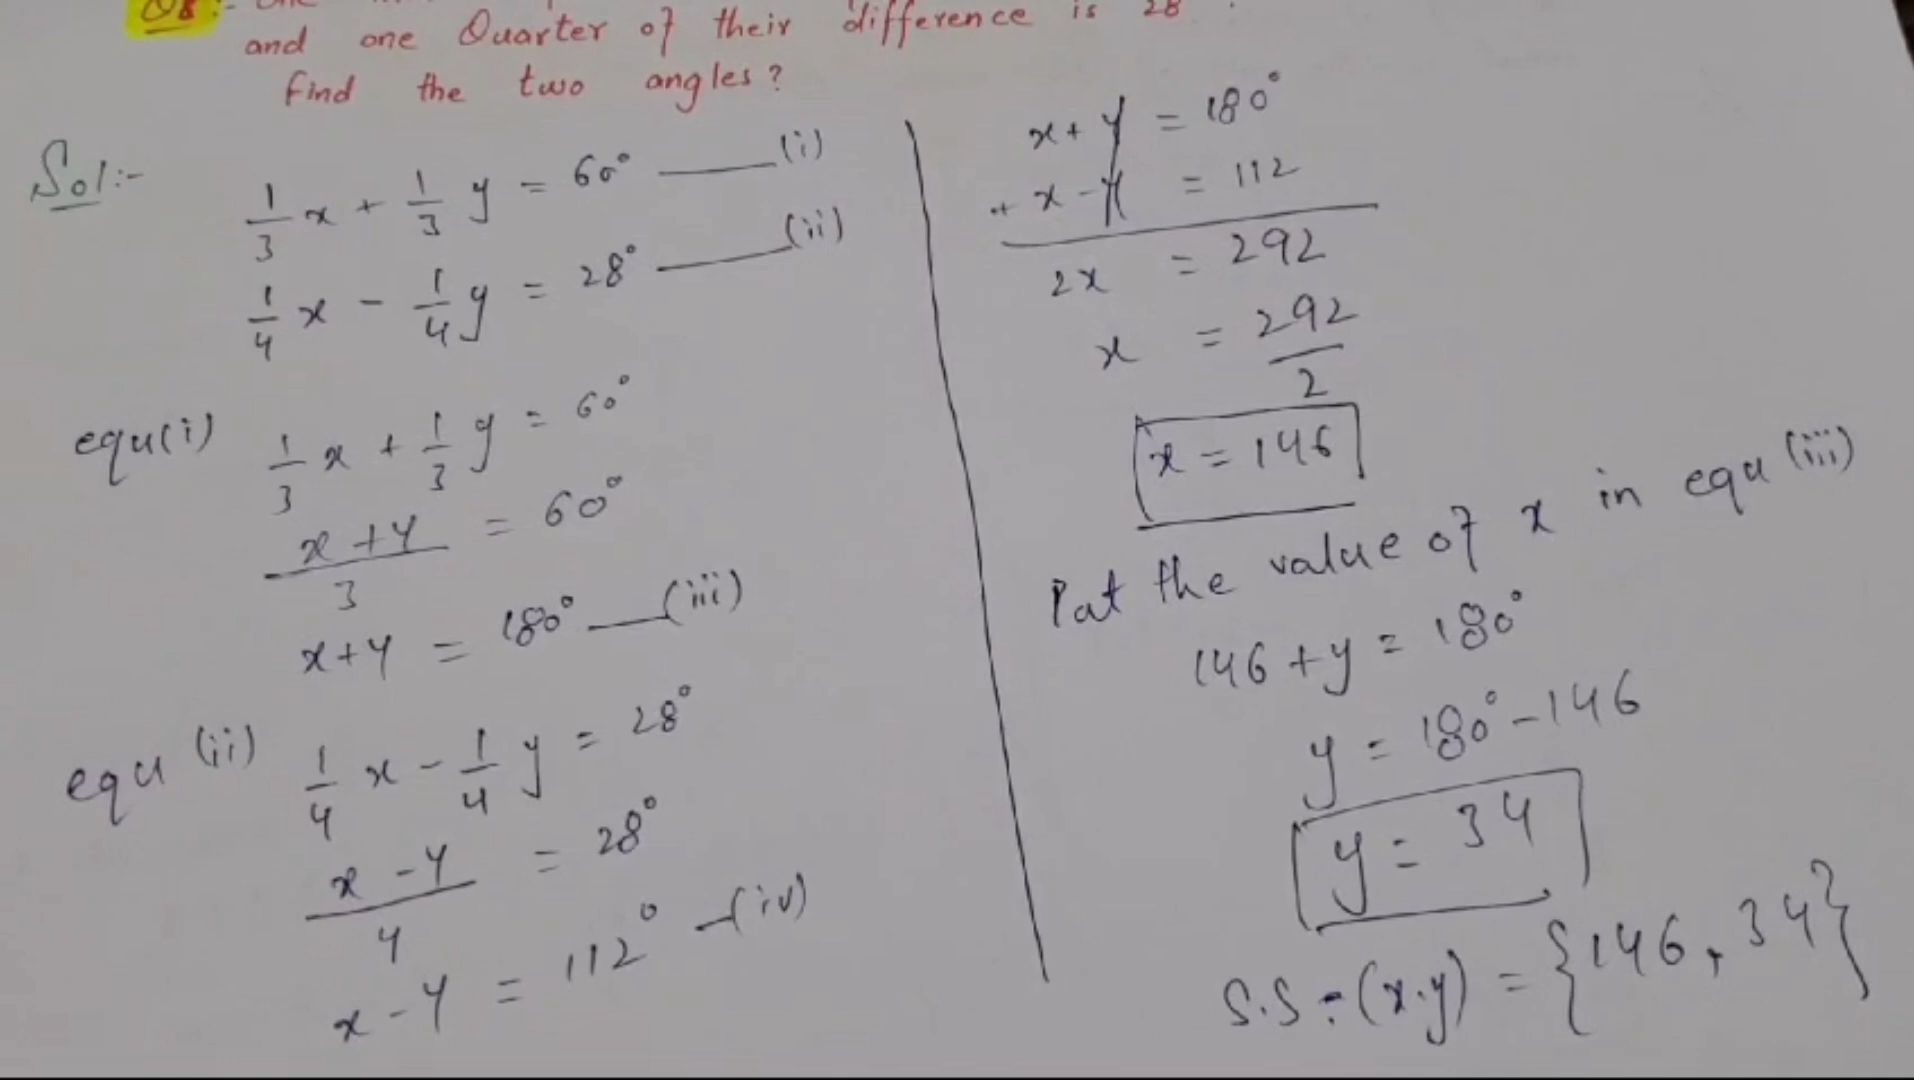 Q8:-
and one Quarter of their difference is 28
find the two angles?
Sol:-
1/3 x + 1/3 y = 60° ——(i)
1/4 x - 1/4 y = 28° ——(ii)
equ(i) 1/3 x + 1/3 y = 60°
x+y/3 = 60°
x+y = 180° —(iii)
equ (ii) 1/4 x - 1/4 y = 28°
x-y/4 = 28°
x-y = 112° —(iv)
x+y = 180°
+ x-y = 112
2x = 292
x = 292/2
x = 146
Put the value of x in equ (iii)
146 + y = 180°
y = 180° - 146
y = 34
S.S = (x.y) = {146, 34}